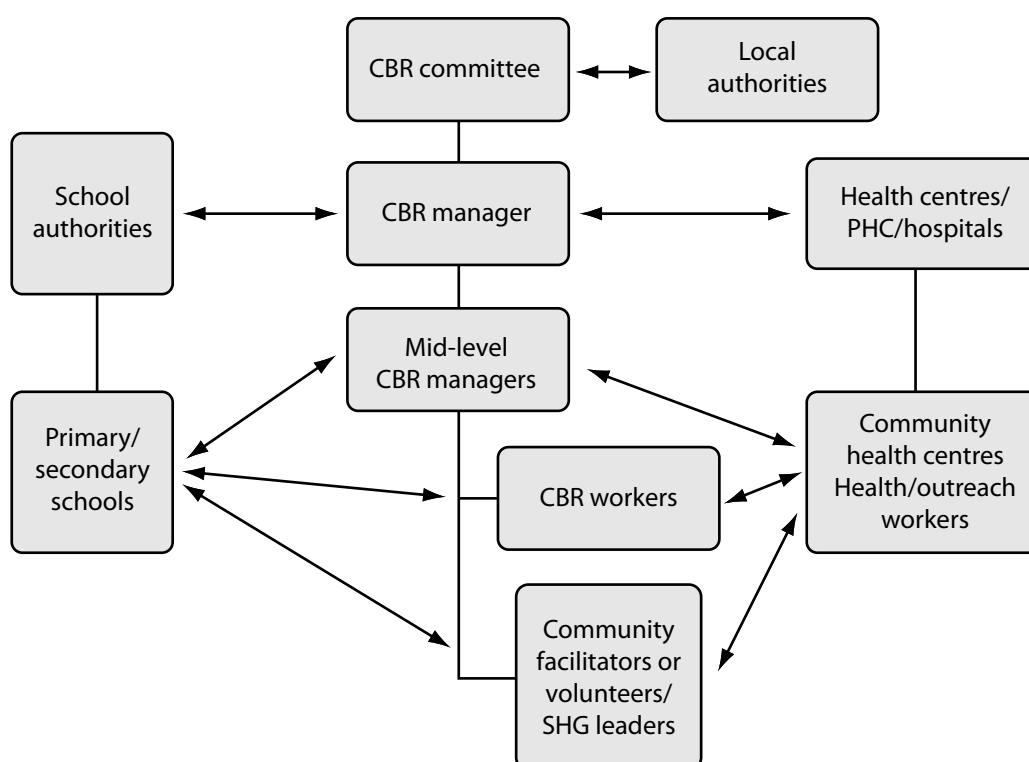 CBR committee
Local
authorities
School
authorities
CBR manager
Health centres/
PHC/hospitals
Mid-level
CBR managers
Primary/
secondary
schools
CBR workers
Community
health centres
Health/outreach
workers
Community
facilitators or
volunteers/
SHG leaders